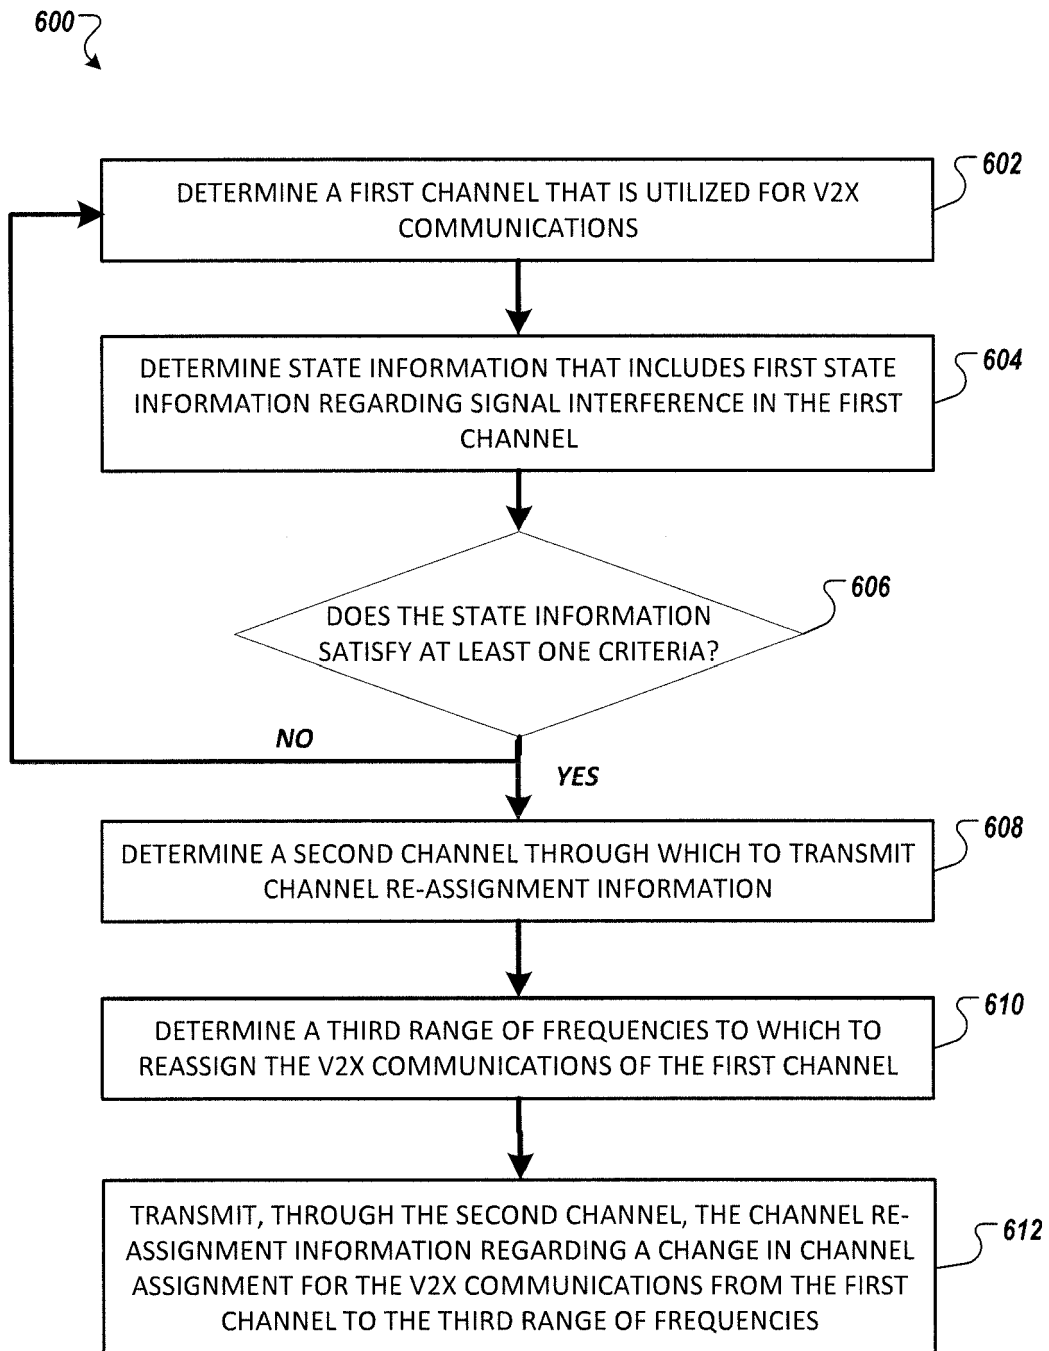 600
DETERMINE A FIRST CHANNEL THAT IS UTILIZED FOR V2X
COMMUNICATIONS
602
DETERMINE STATE INFORMATION THAT INCLUDES FIRST STATE
INFORMATION REGARDING SIGNAL INTERFERENCE IN THE FIRST
CHANNEL
604
DOES THE STATE INFORMATION
SATISFY AT LEAST ONE CRITERIA?
606
NO
YES
DETERMINE A SECOND CHANNEL THROUGH WHICH TO TRANSMIT
CHANNEL RE-ASSIGNMENT INFORMATION
608
DETERMINE A THIRD RANGE OF FREQUENCIES TO WHICH TO
REASSIGN THE V2X COMMUNICATIONS OF THE FIRST CHANNEL
610
TRANSMIT, THROUGH THE SECOND CHANNEL, THE CHANNEL RE-
ASSIGNMENT INFORMATION REGARDING A CHANGE IN CHANNEL
ASSIGNMENT FOR THE V2X COMMUNICATIONS FROM THE FIRST
CHANNEL TO THE THIRD RANGE OF FREQUENCIES
612